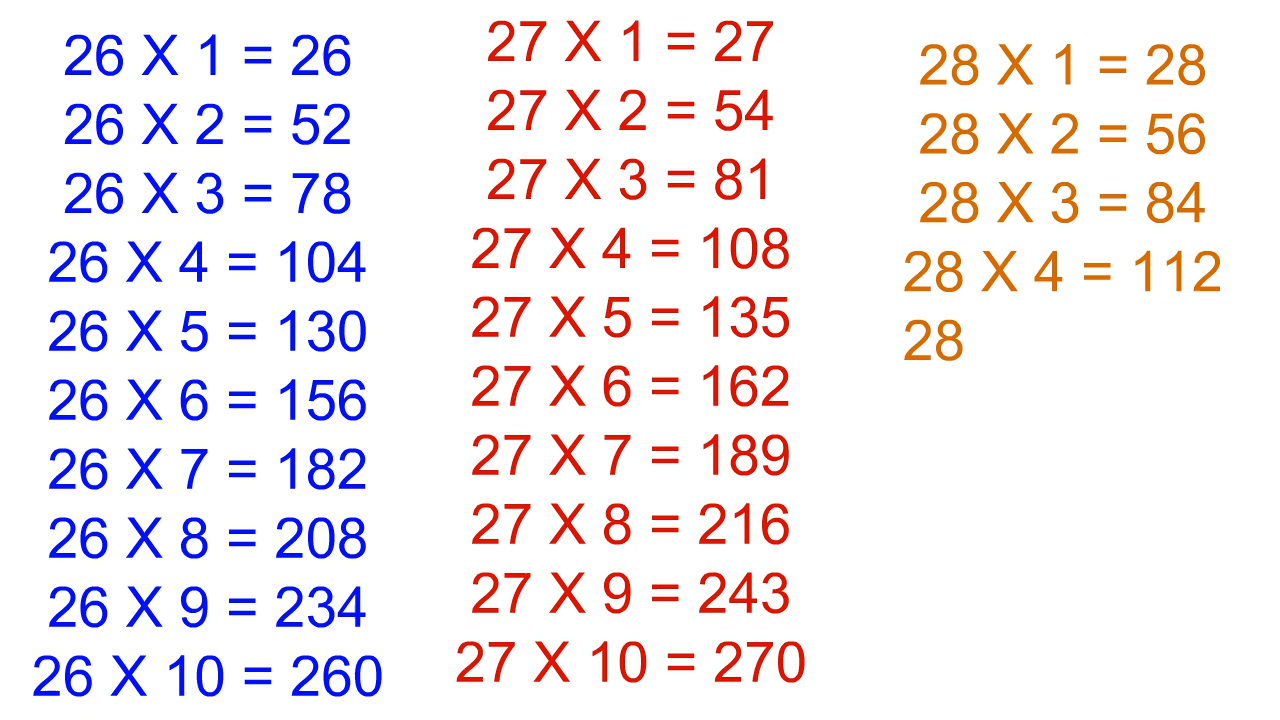 26 X 1 = 26
26 X 2 = 52
26 X 3 = 78
26 X 4 = 104
26 X 5 = 130
26 X 6 = 156
26 X 7 = 182
26 X 8 = 208
26 X 9 = 234
26 X 10 = 260
27 X 1 = 27
27 X 2 = 54
27 X 3 = 81
27 X 4 = 108
27 X 5 = 135
27 X 6 = 162
27 X 7 = 189
27 X 8 = 216
27 X 9 = 243
27 X 10 = 270
28 X 1 = 28
28 X 2 = 56
28 X 3 = 84
28 X 4 = 112
28